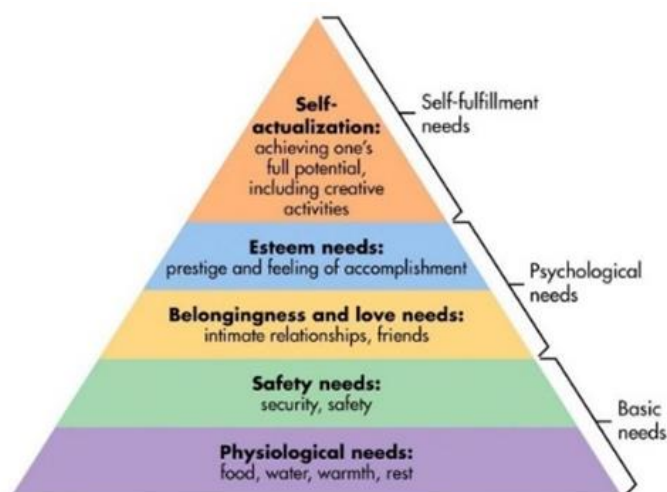 Self-
actualization:
achieving one's
full potential,
including creative
activities
Self-fulfillment
needs
Esteem needs:
prestige and feeling of accomplishment
Belongingness and love needs:
intimate relationships, friends
Psychological
needs
Safety needs:
security, safety
Physiological needs:
food, water, warmth, rest
Basic
needs